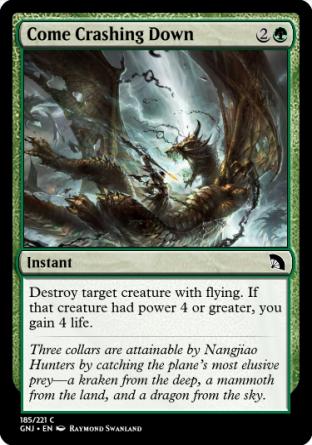 Come Crashing Down 2
Instant
Destroy target creature with flying. If
that creature had power 4 or greater, you
gain 4 life.
Three collars are attainable by Nangjiao
Hunters by catching the plane's most elusive
prey—a kraken from the deep, a mammoth
from the land, and a dragon from the sky.
185/221 C
GNJ • EN Raymond Swanland